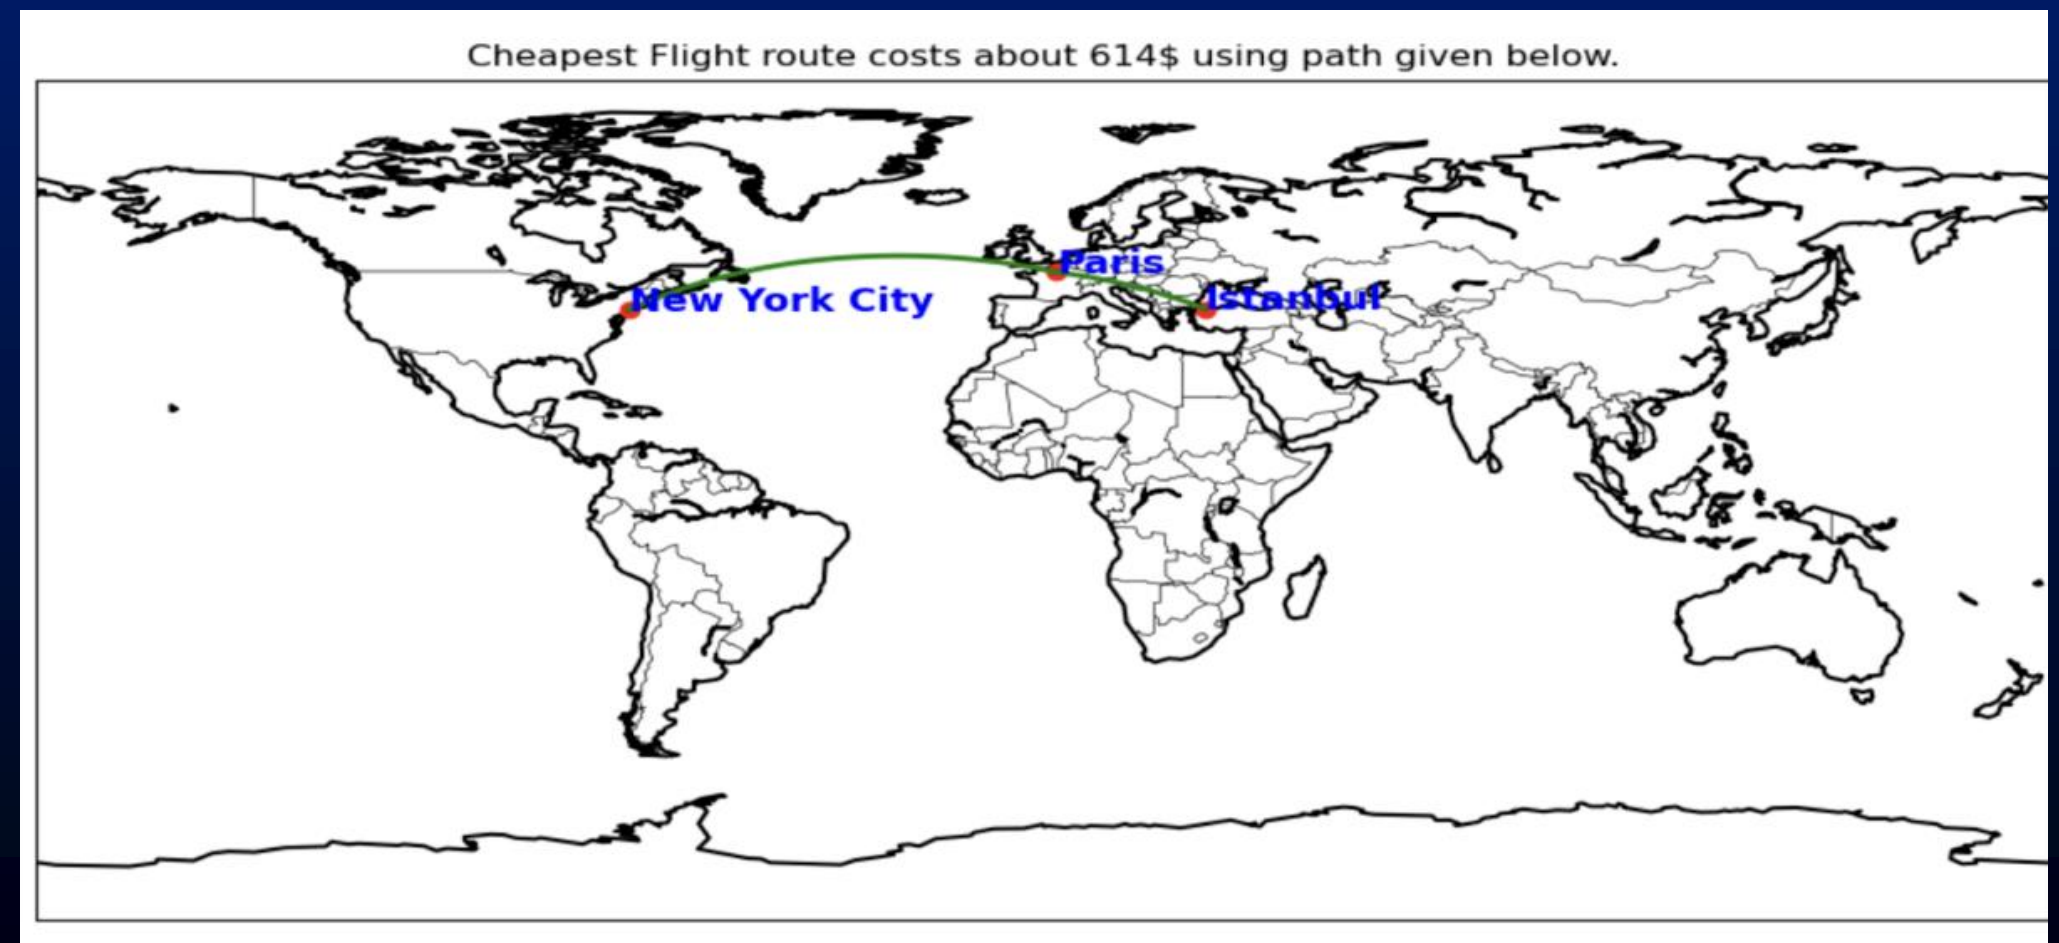 Cheapest Flight route costs about 614$ using path given below.
Paris
New York City
Istanbul